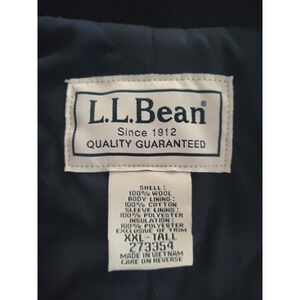 L.L.Bean®
Since 1912
QUALITY GUARANTEED
SHELL:
100% WOOL
BODY LINING:
100% COTTON
SLEEVE LINING:
100% POLYESTER
INSULATION:
100% POLYESTER
EXCLUSIVE OF TRIM
XXL-TALL
273354
MADE IN VIETNAM
CARE ON REVERSE